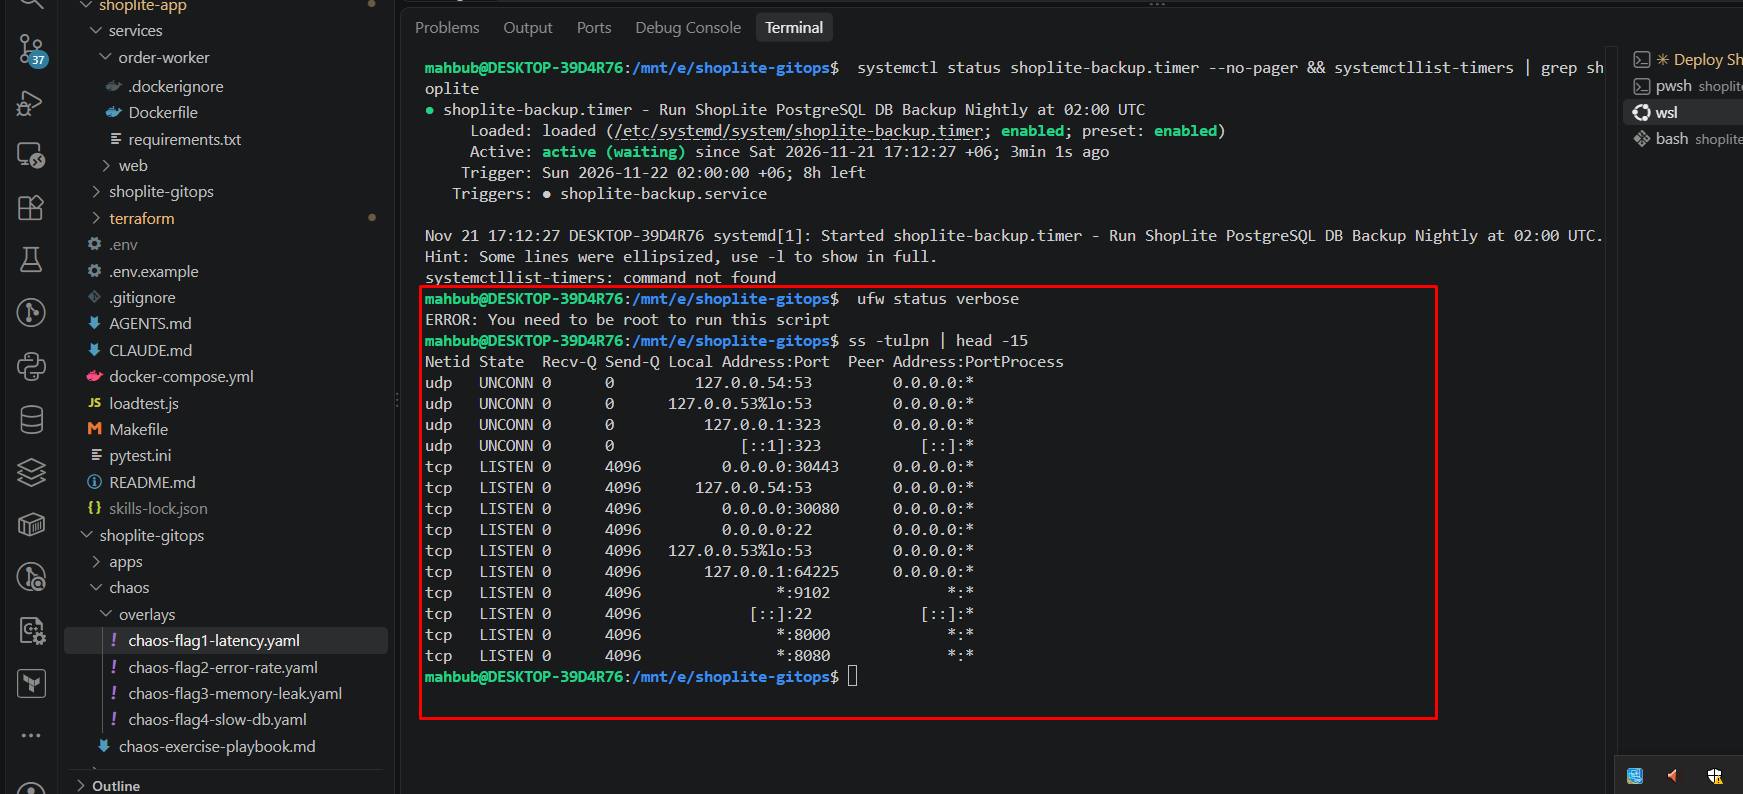 shoplite-app
services
order-worker
.dockerignore
Dockerfile
requirements.txt
web
shoplite-gitops
terraform
.env
.env.example
.gitignore
AGENTS.md
CLAUDE.md
docker-compose.yml
JS loadtest.js
Makefile
pytest.ini
README.md
{} skills-lock.json
shoplite-gitops
apps
chaos
overlays
! chaos-flag1-latency.yaml
! chaos-flag2-error-rate.yaml
! chaos-flag3-memory-leak.yaml
! chaos-flag4-slow-db.yaml
chaos-exercise-playbook.md
Outline
37
Problems Output Ports Debug Console Terminal
mahbub@DESKTOP-39D4R76:/mnt/e/shoplite-gitops$ systemctl status shoplite-backup.timer --no-pager && systemctllist-timers | grep sh
oplite
● shoplite-backup.timer - Run ShopLite PostgreSQL DB Backup Nightly at 02:00 UTC
Loaded: loaded (/etc/systemd/system/shoplite-backup.timer; enabled; preset: enabled)
Active: active (waiting) since Sat 2026-11-21 17:12:27 +06; 3min 1s ago
Trigger: Sun 2026-11-22 02:00:00 +06; 8h left
Triggers: ● shoplite-backup.service
Nov 21 17:12:27 DESKTOP-39D4R76 systemd[1]: Started shoplite-backup.timer - Run ShopLite PostgreSQL DB Backup Nightly at 02:00 UTC.
Hint: Some lines were ellipsized, use -l to show in full.
systemctllist-timers: command not found
mahbub@DESKTOP-39D4R76:/mnt/e/shoplite-gitops$ ufw status verbose
ERROR: You need to be root to run this script
mahbub@DESKTOP-39D4R76:/mnt/e/shoplite-gitops$ ss -tulpn | head -15
Netid State Recv-Q Send-Q Local Address:Port Peer Address:PortProcess
udp UNCONN 0 0 127.0.0.54:53 0.0.0.0:*
udp UNCONN 0 0 127.0.0.53%lo:53 0.0.0.0:*
udp UNCONN 0 0 127.0.0.1:323 0.0.0.0:*
udp UNCONN 0 0 [::1]:323 [::]:*
tcp LISTEN 0 4096 0.0.0.0:30443 0.0.0.0:*
tcp LISTEN 0 4096 127.0.0.54:53 0.0.0.0:*
tcp LISTEN 0 4096 0.0.0.0:30080 0.0.0.0:*
tcp LISTEN 0 4096 0.0.0.0:22 0.0.0.0:*
tcp LISTEN 0 4096 127.0.0.53%lo:53 0.0.0.0:*
tcp LISTEN 0 4096 127.0.0.1:64225 0.0.0.0:*
tcp LISTEN 0 4096 *:9102 *:*
tcp LISTEN 0 4096 [::]:22 [::]:*
tcp LISTEN 0 4096 *:8000 *:*
tcp LISTEN 0 4096 *:8080 *:*
mahbub@DESKTOP-39D4R76:/mnt/e/shoplite-gitops$
Deploy Sh
pwsh shoplite
wsl
bash shoplite